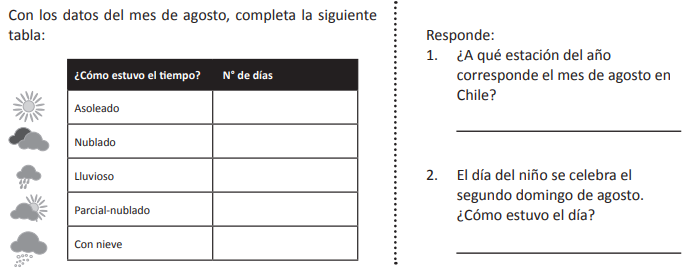 Con los datos del mes de agosto, completa la siguiente
tabla:
¿Cómo estuvo el tiempo? N° de días
Asoleado
Nublado
Lluvioso
Parcial-nublado
Con nieve
Responde:
1. ¿A qué estación del año
corresponde el mes de agosto en
Chile?
2. El día del niño se celebra el
segundo domingo de agosto.
¿Cómo estuvo el día?